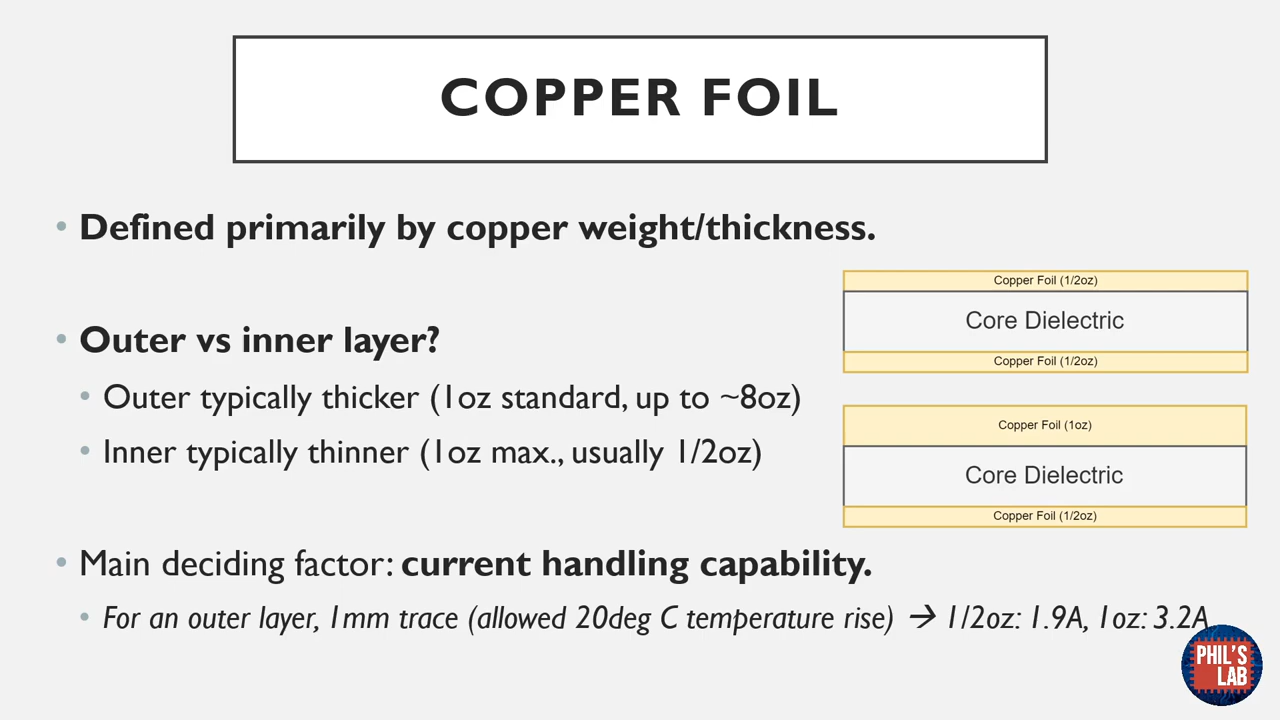 COPPER FOIL
• Defined primarily by copper weight/thickness.
• Outer vs inner layer?
• Outer typically thicker (1oz standard, up to ~8oz)
• Inner typically thinner (1oz max., usually 1/2oz)
Copper Foil (1/2oz)
Core Dielectric
Copper Foil (1/2oz)
Copper Foil (1oz)
Core Dielectric
Copper Foil (1/2oz)
• Main deciding factor: current handling capability.
• For an outer layer, 1mm trace (allowed 20deg C temperature rise) → 1/2oz: 1.9A, 1oz: 3.2A
PHIL'S
LAB